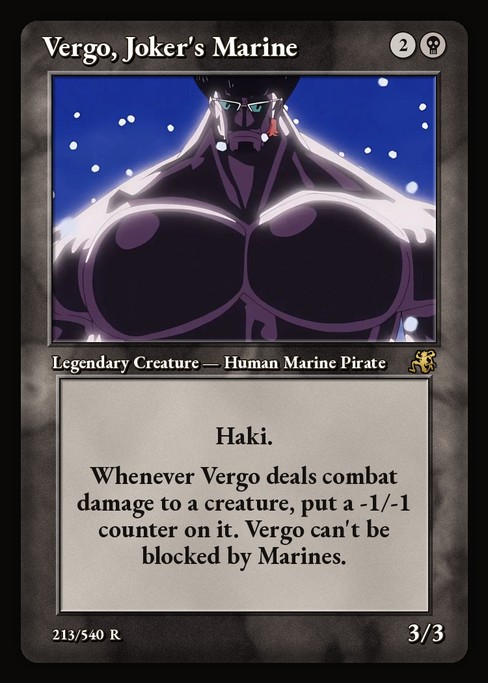 Vergo, Joker's Marine 2
Legendary Creature — Human Marine Pirate
Haki.
Whenever Vergo deals combat
damage to a creature, put a -1/-1
counter on it. Vergo can't be
blocked by Marines.
213/540 R 3/3